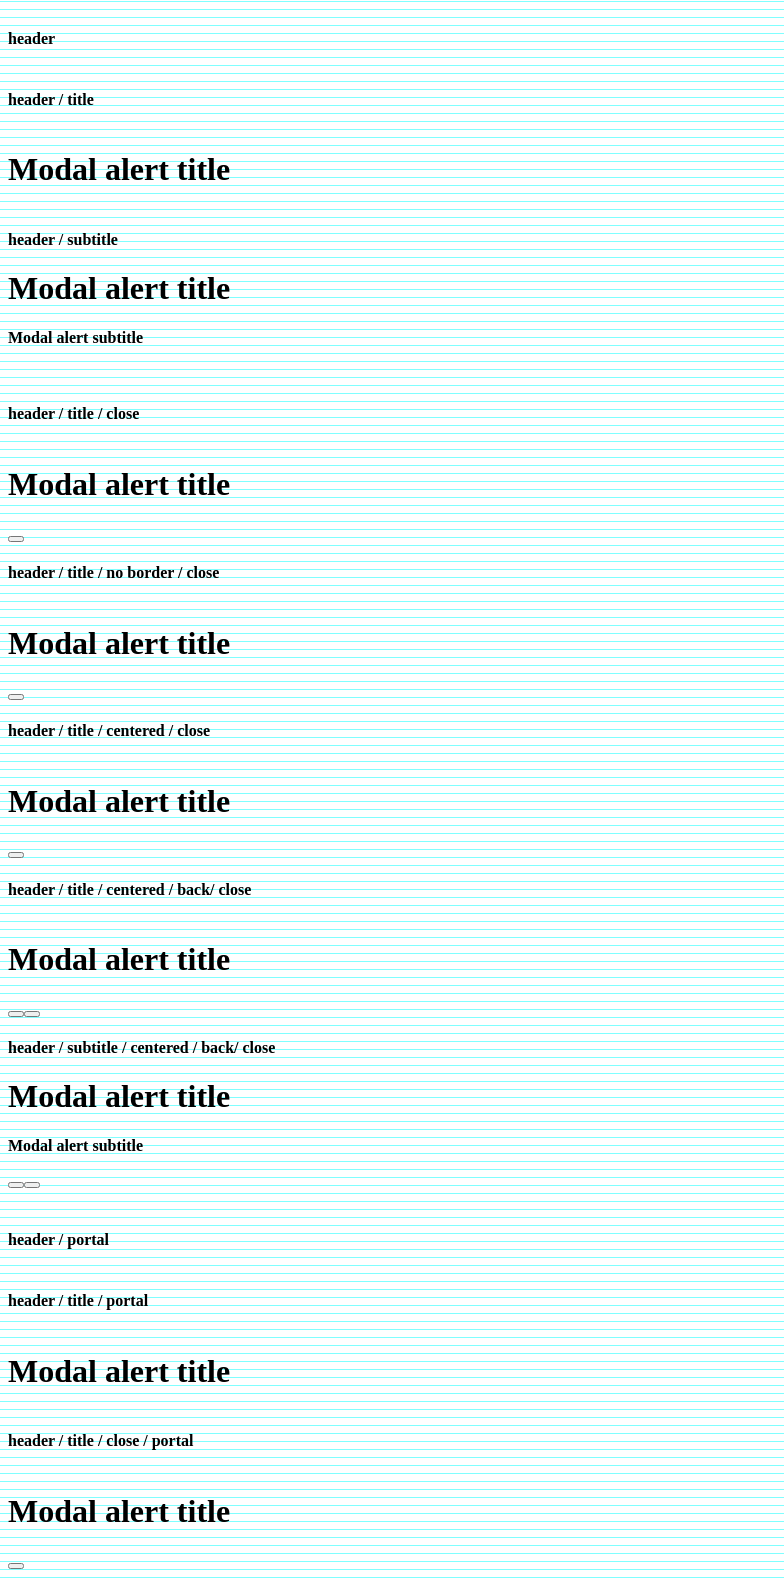 header
header / title
Modal alert title
header / subtitle
Modal alert title
Modal alert subtitle
header / title / close
Modal alert title
header / title / no border / close
Modal alert title
header / title / centered / close
Modal alert title
header / title / centered / back/ close
Modal alert title
header / subtitle / centered / back/ close
Modal alert title
Modal alert subtitle
header / portal
header / title / portal
Modal alert title
header / title / close / portal
Modal alert title